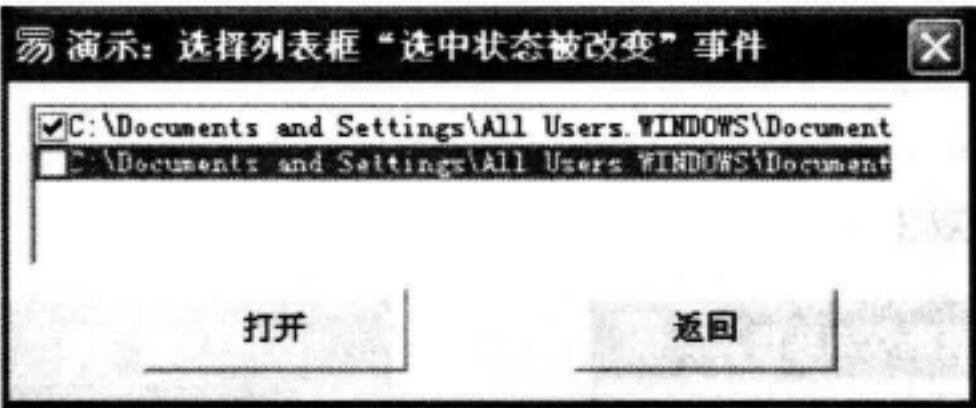 易 演示：选择列表框“选中状态被改变”事件
C:\Documents and Settings\All Users.WINDOWS\Document
C:\Documents and Settings\All Users.WINDOWS\Document
打开
返回